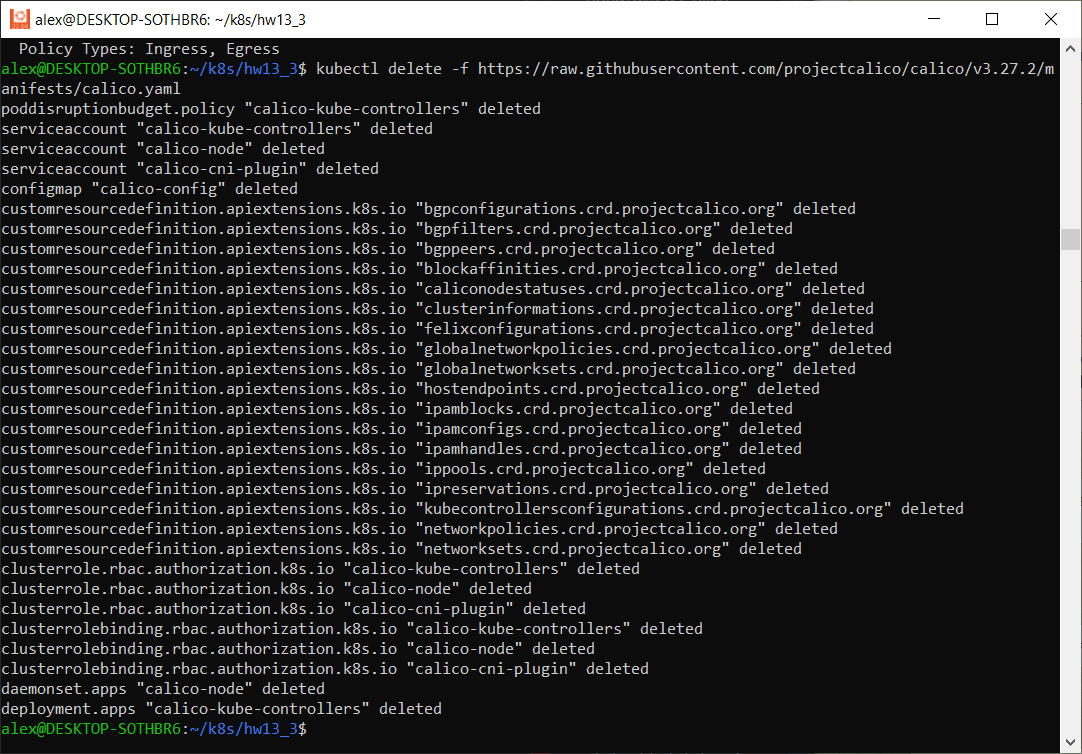 alex@DESKTOP-SOTHBR6: ~/k8s/hw13_3
  Policy Types: Ingress, Egress
alex@DESKTOP-SOTHBR6:~/k8s/hw13_3$ kubectl delete -f https://raw.githubusercontent.com/projectcalico/calico/v3.27.2/m
anifests/calico.yaml
poddisruptionbudget.policy "calico-kube-controllers" deleted
serviceaccount "calico-kube-controllers" deleted
serviceaccount "calico-node" deleted
serviceaccount "calico-cni-plugin" deleted
configmap "calico-config" deleted
customresourcedefinition.apiextensions.k8s.io "bgpconfigurations.crd.projectcalico.org" deleted
customresourcedefinition.apiextensions.k8s.io "bgpfilters.crd.projectcalico.org" deleted
customresourcedefinition.apiextensions.k8s.io "bgppeers.crd.projectcalico.org" deleted
customresourcedefinition.apiextensions.k8s.io "blockaffinities.crd.projectcalico.org" deleted
customresourcedefinition.apiextensions.k8s.io "caliconodestatuses.crd.projectcalico.org" deleted
customresourcedefinition.apiextensions.k8s.io "clusterinformations.crd.projectcalico.org" deleted
customresourcedefinition.apiextensions.k8s.io "felixconfigurations.crd.projectcalico.org" deleted
customresourcedefinition.apiextensions.k8s.io "globalnetworkpolicies.crd.projectcalico.org" deleted
customresourcedefinition.apiextensions.k8s.io "globalnetworksets.crd.projectcalico.org" deleted
customresourcedefinition.apiextensions.k8s.io "hostendpoints.crd.projectcalico.org" deleted
customresourcedefinition.apiextensions.k8s.io "ipamblocks.crd.projectcalico.org" deleted
customresourcedefinition.apiextensions.k8s.io "ipamconfigs.crd.projectcalico.org" deleted
customresourcedefinition.apiextensions.k8s.io "ipamhandles.crd.projectcalico.org" deleted
customresourcedefinition.apiextensions.k8s.io "ippools.crd.projectcalico.org" deleted
customresourcedefinition.apiextensions.k8s.io "ipreservations.crd.projectcalico.org" deleted
customresourcedefinition.apiextensions.k8s.io "kubecontrollersconfigurations.crd.projectcalico.org" deleted
customresourcedefinition.apiextensions.k8s.io "networkpolicies.crd.projectcalico.org" deleted
customresourcedefinition.apiextensions.k8s.io "networksets.crd.projectcalico.org" deleted
clusterrole.rbac.authorization.k8s.io "calico-kube-controllers" deleted
clusterrole.rbac.authorization.k8s.io "calico-node" deleted
clusterrole.rbac.authorization.k8s.io "calico-cni-plugin" deleted
clusterrolebinding.rbac.authorization.k8s.io "calico-kube-controllers" deleted
clusterrolebinding.rbac.authorization.k8s.io "calico-node" deleted
clusterrolebinding.rbac.authorization.k8s.io "calico-cni-plugin" deleted
daemonset.apps "calico-node" deleted
deployment.apps "calico-kube-controllers" deleted
alex@DESKTOP-SOTHBR6:~/k8s/hw13_3$